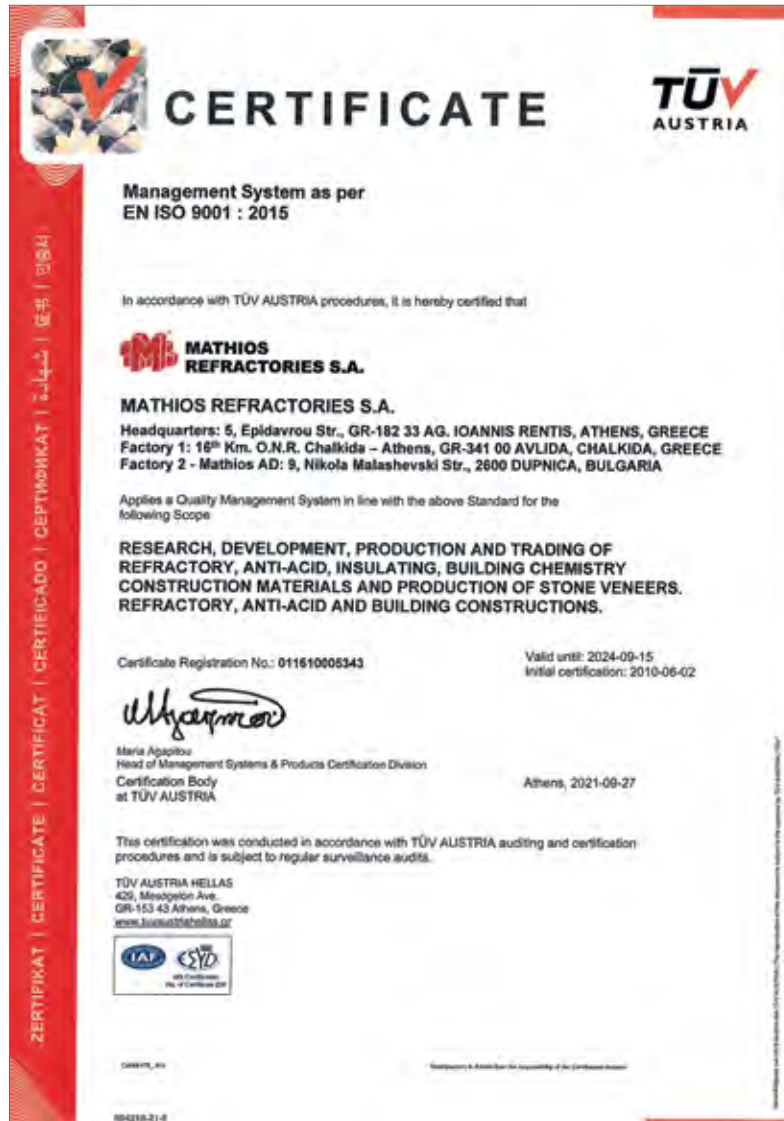 CERTIFICATE
TÜV
AUSTRIA
Management System as per
EN ISO 9001 : 2015
In accordance with TÜV AUSTRIA procedures, it is hereby certified that
MATHIOS
REFRACTORIES S.A.
MATHIOS REFRACTORIES S.A.
Headquarters: 5, Epidavrou Str., GR-182 33 AG. IOANNIS RENTIS, ATHENS, GREECE
Factory 1: 16th Km. O.N.R. Chalkida – Athens, GR-341 00 AVLIDA, CHALKIDA, GREECE
Factory 2 - Mathios AD: 9, Nikola Malashevski Str., 2600 DUPNICA, BULGARIA
Applies a Quality Management System in line with the above Standard for the
following Scope
RESEARCH, DEVELOPMENT, PRODUCTION AND TRADING OF
REFRACTORY, ANTI-ACID, INSULATING, BUILDING CHEMISTRY
CONSTRUCTION MATERIALS AND PRODUCTION OF STONE VENEERS.
REFRACTORY, ANTI-ACID AND BUILDING CONSTRUCTIONS.
Certificate Registration No.: 011610005343
Valid until: 2024-09-15
Initial certification: 2010-06-02
Maria Agapitou
Head of Management Systems & Products Certification Division
Certification Body
at TÜV AUSTRIA
Athens, 2021-09-27
This certification was conducted in accordance with TÜV AUSTRIA auditing and certification
procedures and is subject to regular surveillance audits.
TÜV AUSTRIA HELLAS
429, Mesogeion Ave.
GR-153 43 Athens, Greece
www.tuvaustriahellas.gr
IAF
ESYD
ZERTIFIKAT | CERTIFICATE | CERTIFICAT | CERTIFICADO | СЕРТИФИКАТ | شهادة | 证书 | 인증서